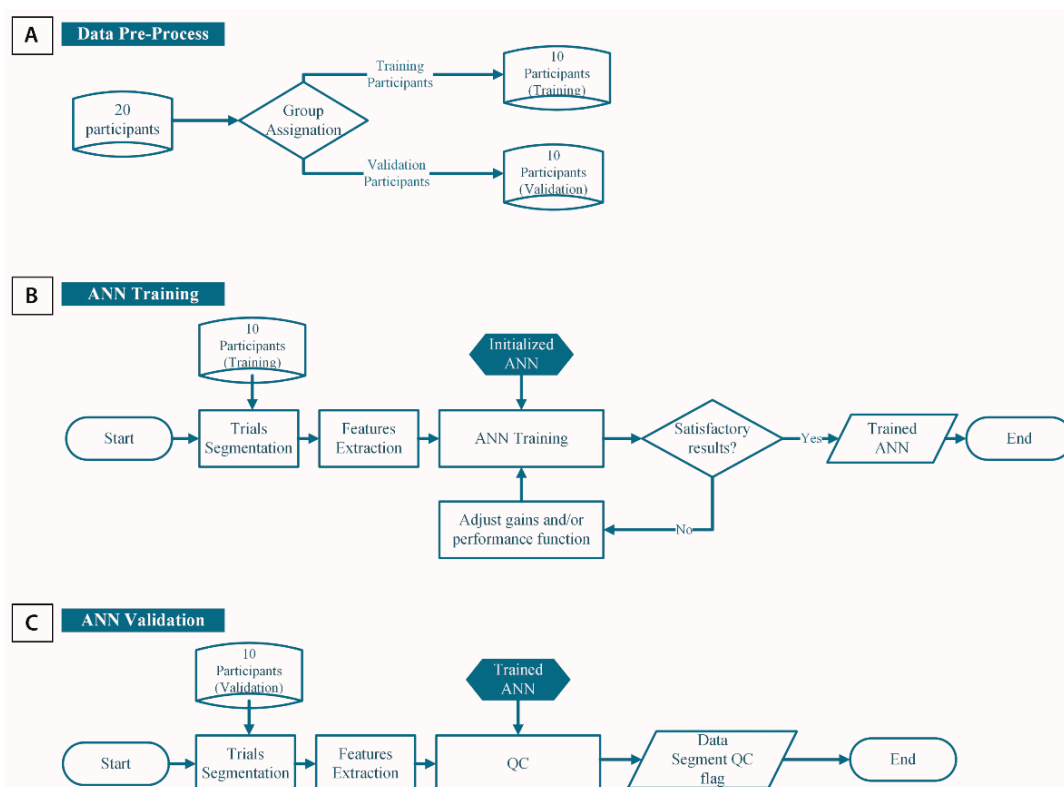 A
Data Pre-Process
20
participants
Group
Assignation
Training
Participants
10
Participants
(Training)
Validation
Participants
10
Participants
(Validation)
B
ANN Training
10
Participants
(Training)
Initialized
ANN
Start
Trials
Segmentation
Features
Extraction
ANN Training
Satisfactory
results?
Yes
Trained
ANN
End
No
Adjust gains and/or
performance function
C
ANN Validation
10
Participants
(Validation)
Trained
ANN
Start
Trials
Segmentation
Features
Extraction
QC
Data
Segment QC
flag
End